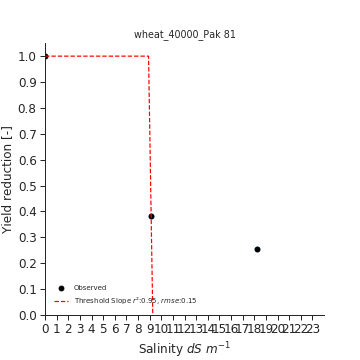 wheat_40000_Pak 81
Yield reduction [-]
1.0
0.9
0.8
0.7
0.6
0.5
0.4
0.3
0.2
0.1
0.0
Observed
Threshold Slope r²:0.95, rmse:0.15
0 1 2 3 4 5 6 7 8 9 10 11 12 13 14 15 16 17 18 19 20 21 22 23
Salinity dS m⁻¹